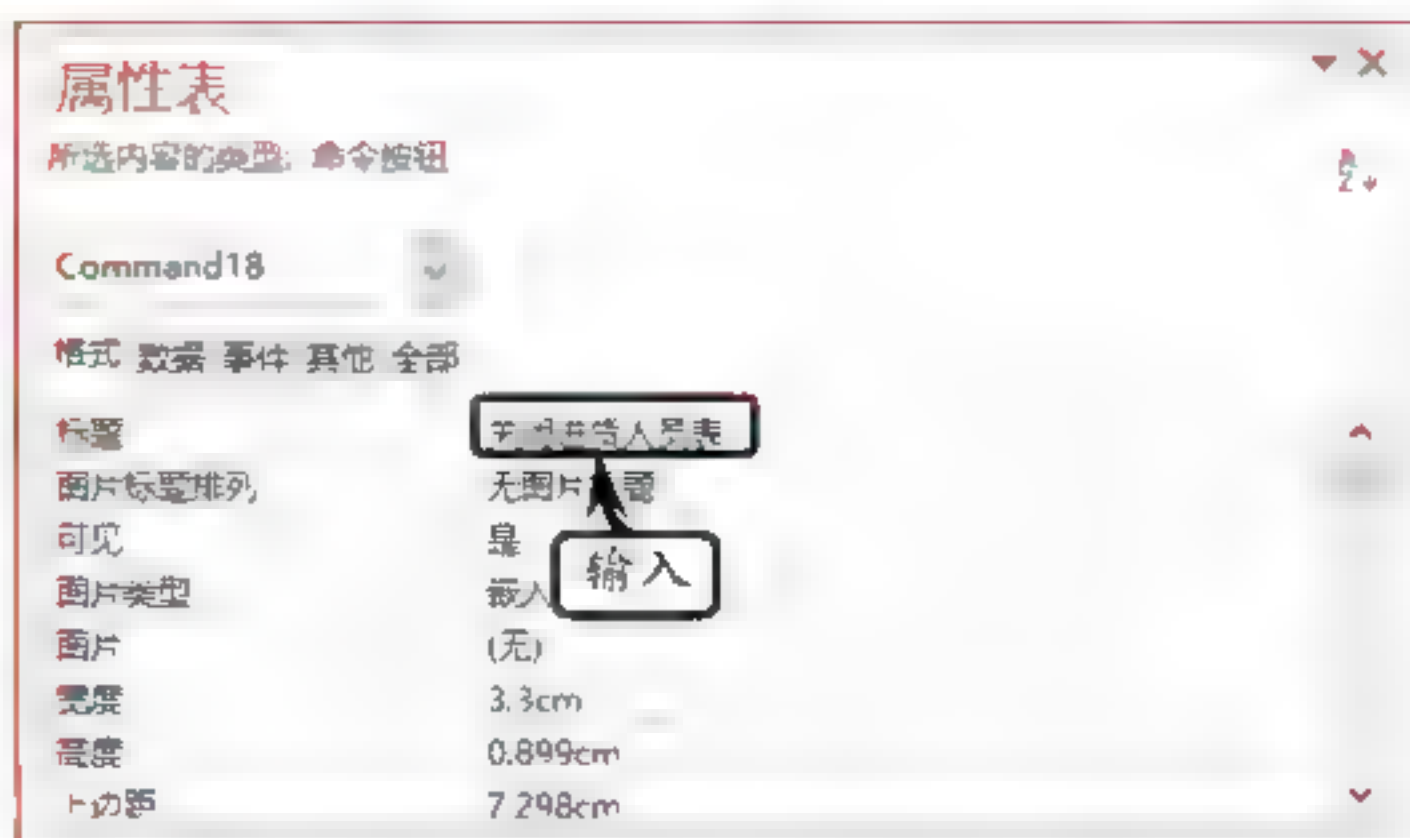 属性表
所选内容的类型: 命令按钮
Command18
格式 数据 事件 其他 全部
标题 人员表
图片标题排列 无图片标题
可见 是
图片类型 嵌入
输入
图片 (无)
宽度 3.3cm
高度 0.899cm
上边距 7.298cm